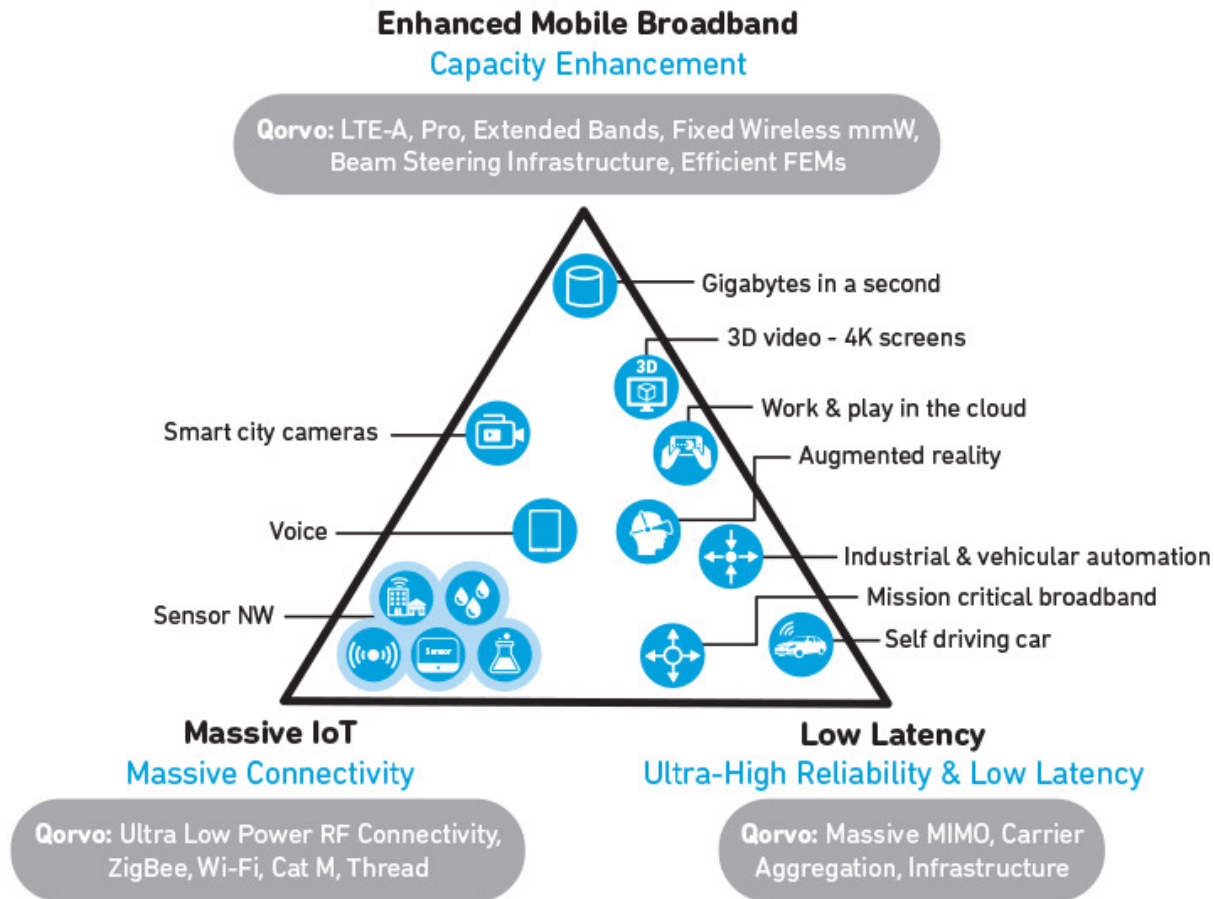 Enhanced Mobile Broadband
Capacity Enhancement
Qorvo: LTE-A, Pro, Extended Bands, Fixed Wireless mmW,
Beam Steering Infrastructure, Efficient FEMs
Gigabytes in a second
3D video - 4K screens
3D
Work & play in the cloud
Smart city cameras
Augmented reality
Voice
Industrial & vehicular automation
Mission critical broadband
Sensor NW
Self driving car
Sensor
Massive IoT
Massive Connectivity
Qorvo: Ultra Low Power RF Connectivity,
ZigBee, Wi-Fi, Cat M, Thread
Low Latency
Ultra-High Reliability & Low Latency
Qorvo: Massive MIMO, Carrier
Aggregation, Infrastructure